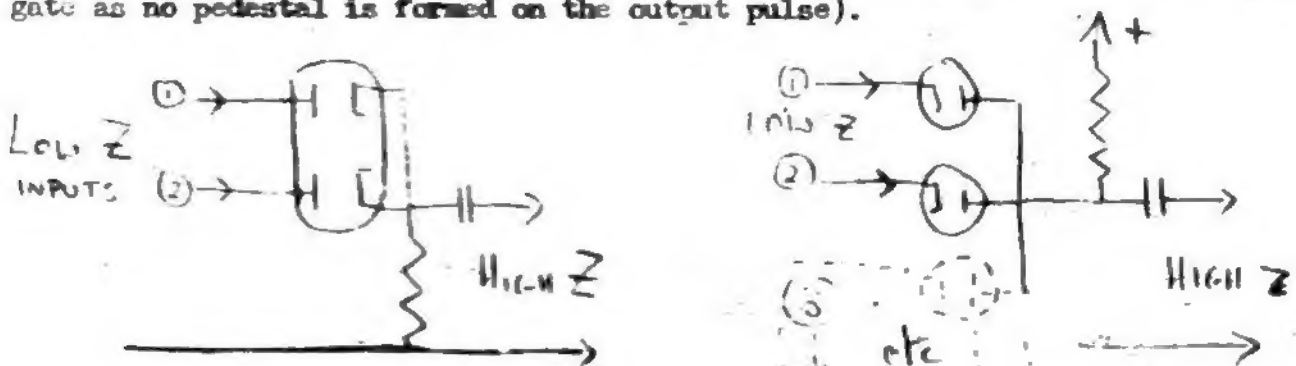 gate as no pedestal is formed on the output pulse).
①
Low Z
INPUTS
②
HIGH Z
+
①
LOW Z
②
HIGH Z
etc